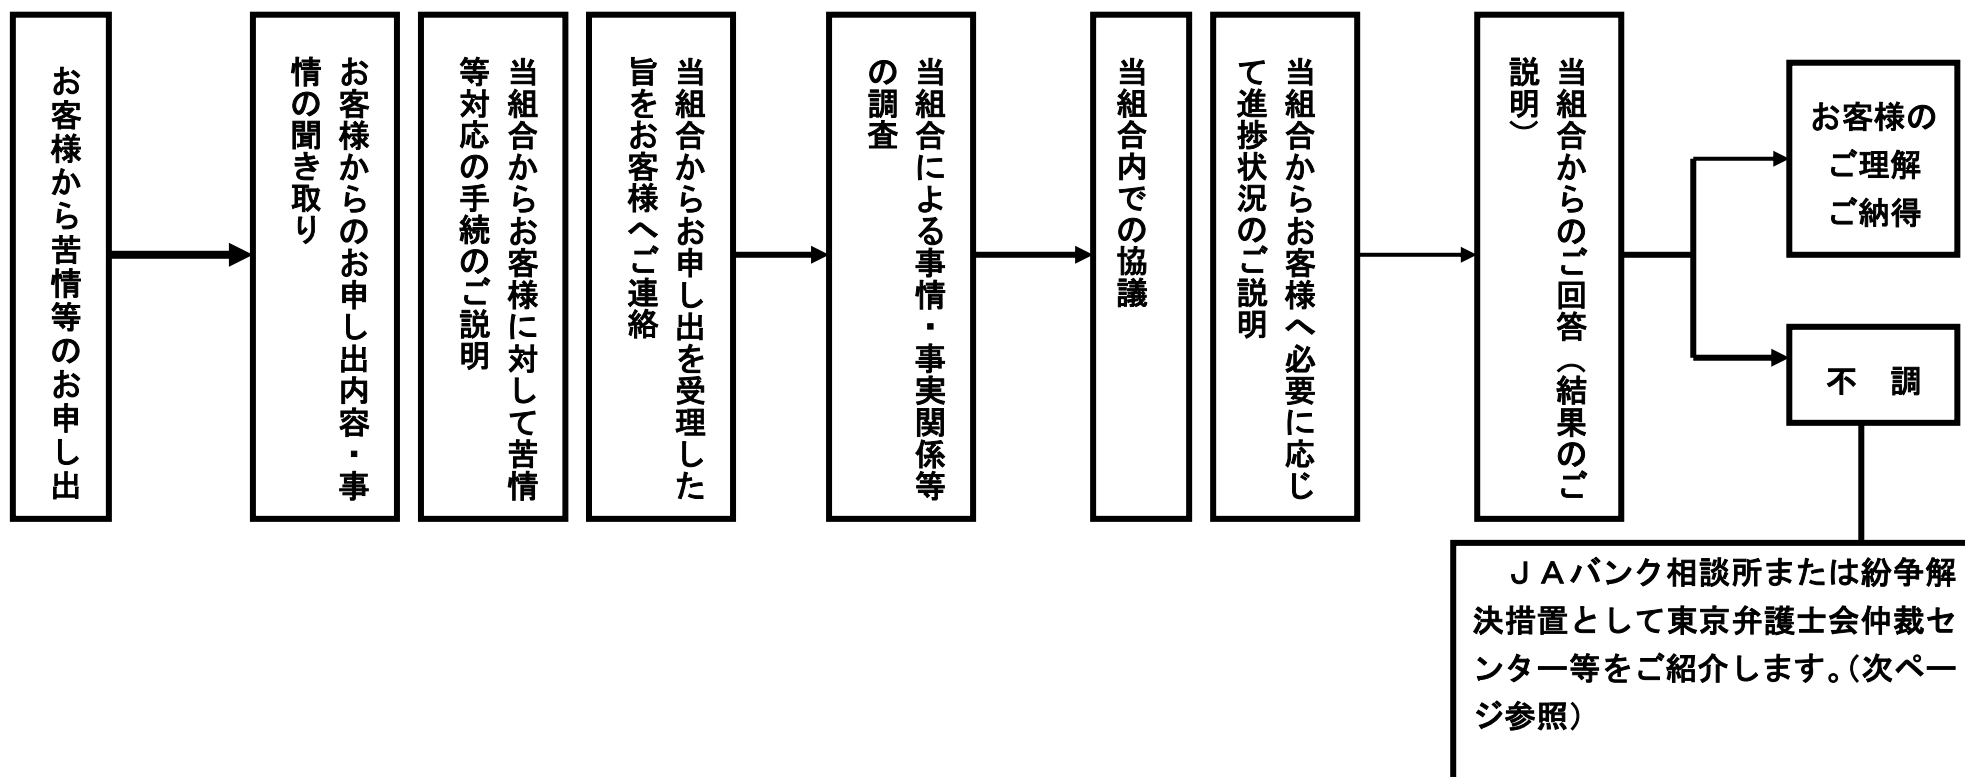 お客様から苦情等のお申し出
お客様からのお申し出内容・事
情の聞き取り
当組合からお客様に対して苦情
等対応の手続のご説明
当組合からお申し出を受理した
旨をお客様へご連絡
当組合による事情・事実関係等
の調査
当組合内での協議
当組合からお客様へ必要に応じ
て進捗状況のご説明
当組合からのご回答（結果のご
説明）
お客様の
ご理解
ご納得
不　調
ＪＡバンク相談所または紛争解
決措置として東京弁護士会仲裁セ
ンター等をご紹介します。（次ペー
ジ参照）